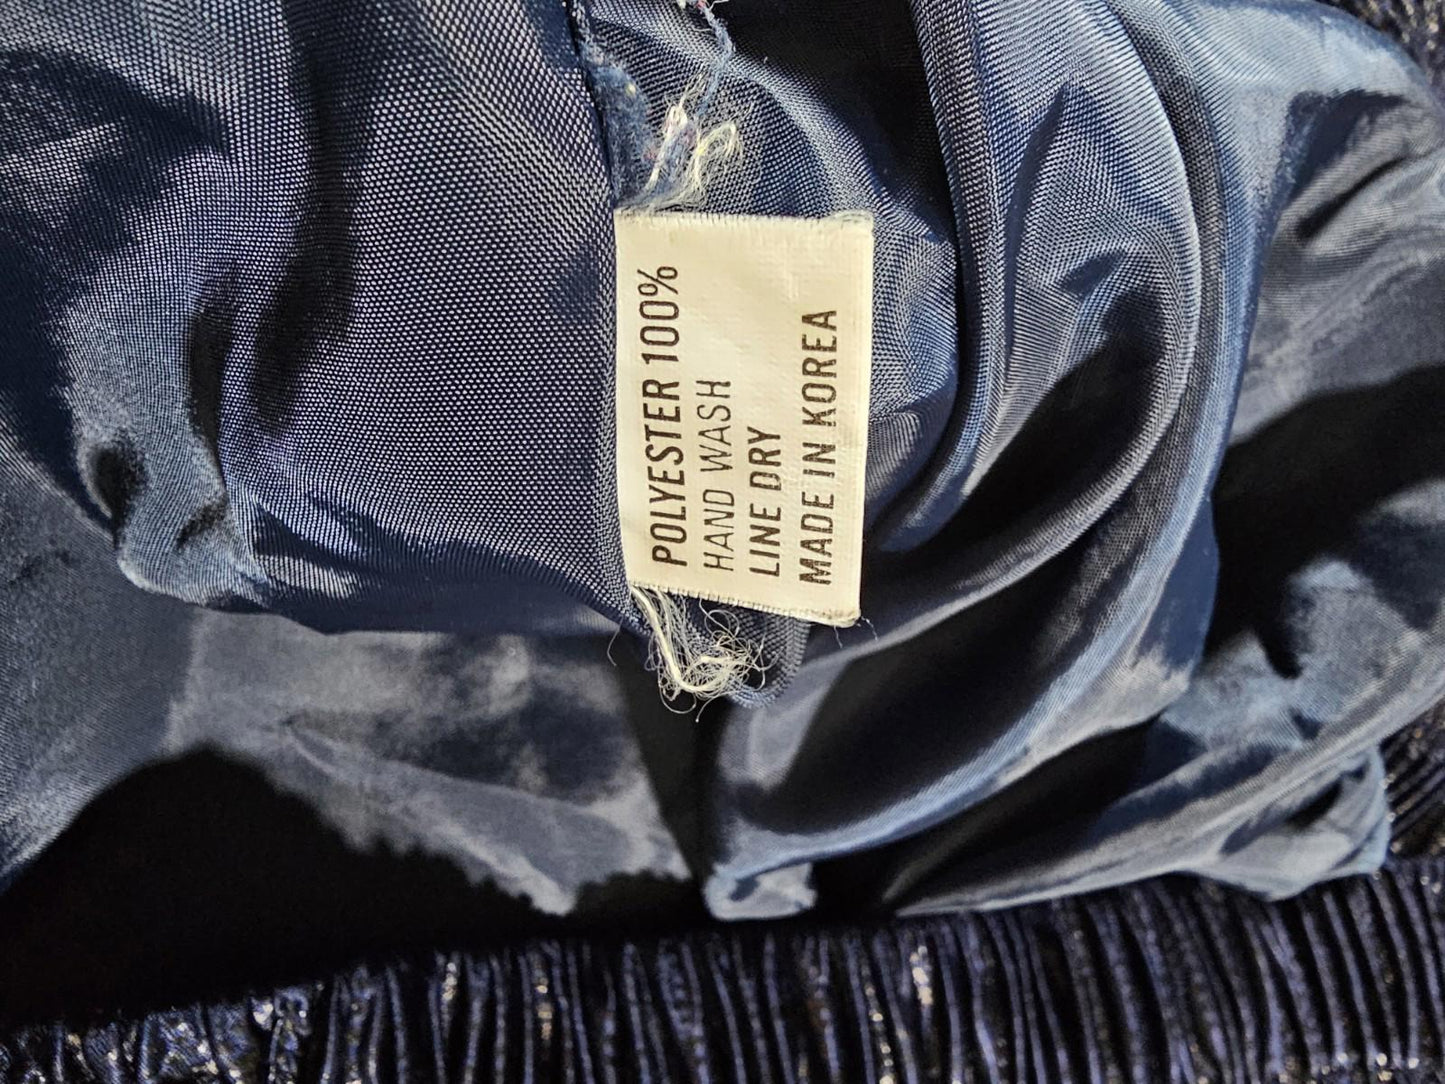 POLYESTER 100%
HAND WASH
LINE DRY
MADE IN KOREA